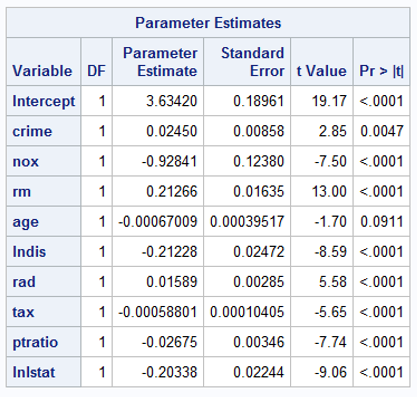 Parameter Estimates
Variable DF Parameter Estimate Standard Error t Value Pr > |t|
Intercept 1 3.63420 0.18961 19.17 <.0001
crime 1 0.02450 0.00858 2.85 0.0047
nox 1 -0.92841 0.12380 -7.50 <.0001
rm 1 0.21266 0.01635 13.00 <.0001
age 1 -0.00067009 0.00039517 -1.70 0.0911
lndis 1 -0.21228 0.02472 -8.59 <.0001
rad 1 0.01589 0.00285 5.58 <.0001
tax 1 -0.00058801 0.00010405 -5.65 <.0001
ptratio 1 -0.02675 0.00346 -7.74 <.0001
lnlstat 1 -0.20338 0.02244 -9.06 <.0001